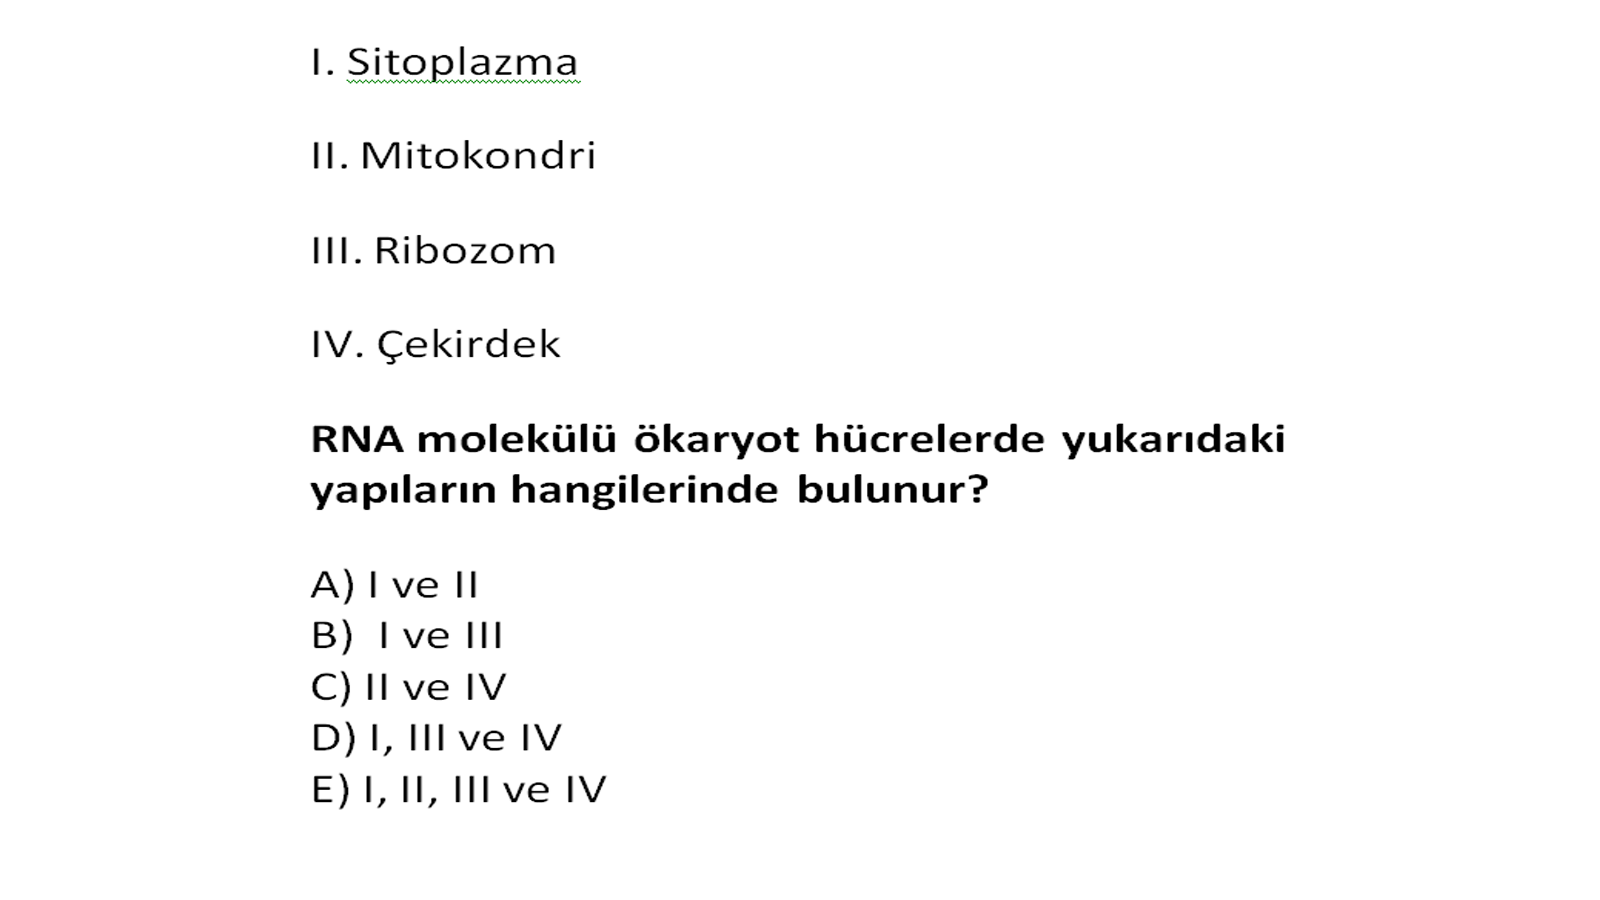 I. Sitoplazma
II. Mitokondri
III. Ribozom
IV. Çekirdek
RNA molekülü ökaryot hücrelerde yukarıdaki
yapıların hangilerinde bulunur?
A) I ve II
B) I ve III
C) II ve IV
D) I, III ve IV
E) I, II, III ve IV